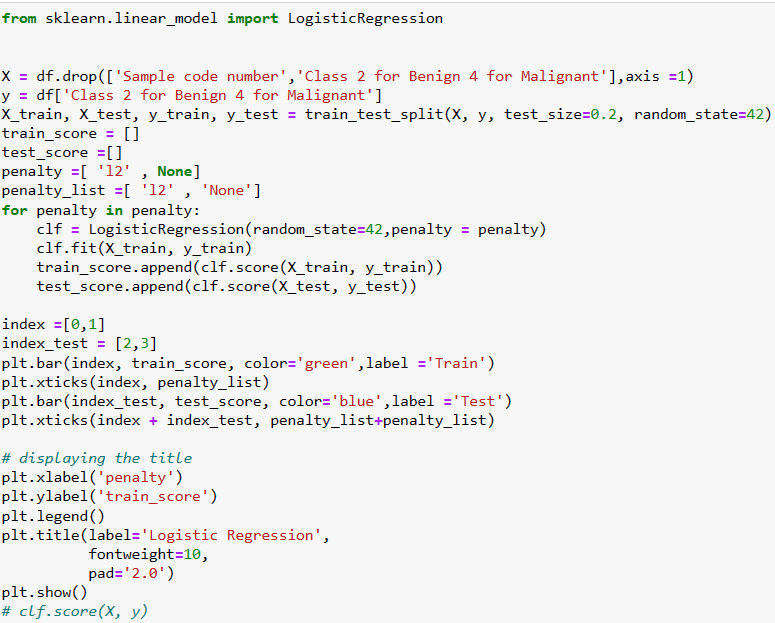 from sklearn.linear_model import LogisticRegression
X = df.drop(['Sample code number','Class 2 for Benign 4 for Malignant'],axis =1)
y = df['Class 2 for Benign 4 for Malignant']
X_train, X_test, y_train, y_test = train_test_split(X, y, test_size=0.2, random_state=42)
train_score = []
test_score =[]
penalty =[ 'l2' , None]
penalty_list =[ 'l2' , 'None']
for penalty in penalty:
    clf = LogisticRegression(random_state=42,penalty = penalty)
    clf.fit(X_train, y_train)
    train_score.append(clf.score(X_train, y_train))
    test_score.append(clf.score(X_test, y_test))
index =[0,1]
index_test = [2,3]
plt.bar(index, train_score, color='green',label ='Train')
plt.xticks(index, penalty_list)
plt.bar(index_test, test_score, color='blue',label ='Test')
plt.xticks(index + index_test, penalty_list+penalty_list)
# displaying the title
plt.xlabel('penalty')
plt.ylabel('train_score')
plt.legend()
plt.title(label='Logistic Regression',
          fontweight=10,
          pad='2.0')
plt.show()
# clf.score(X, y)